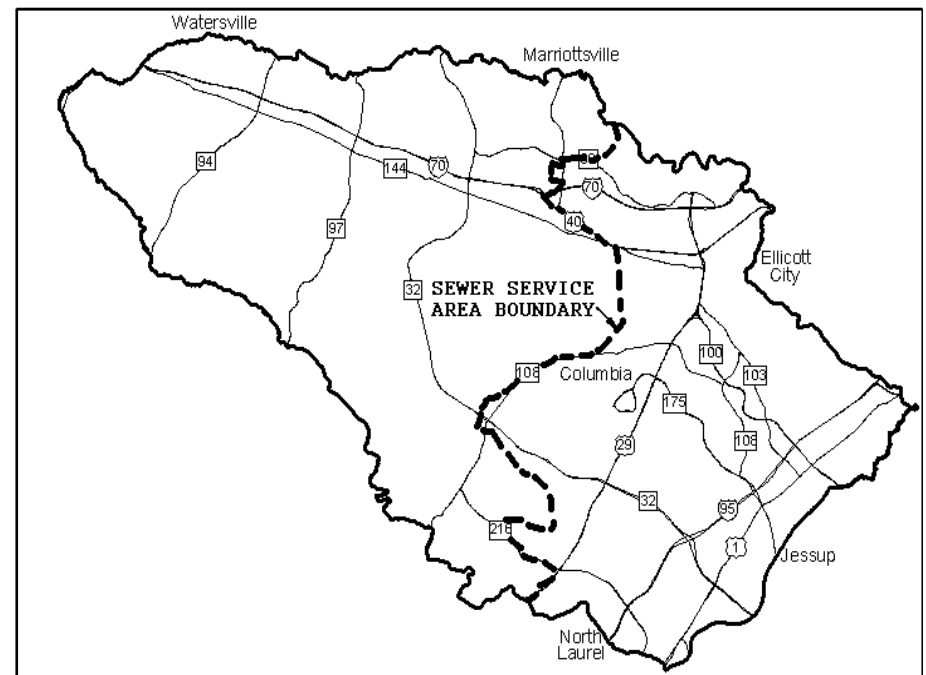 Watersville
Marriottsville
94
144
70
70
97
40
Ellicott
City
32
SEWER SERVICE
AREA BOUNDARY
100
108
Columbia
103
175
29
108
32
95
216
1
Jessup
North
Laurel